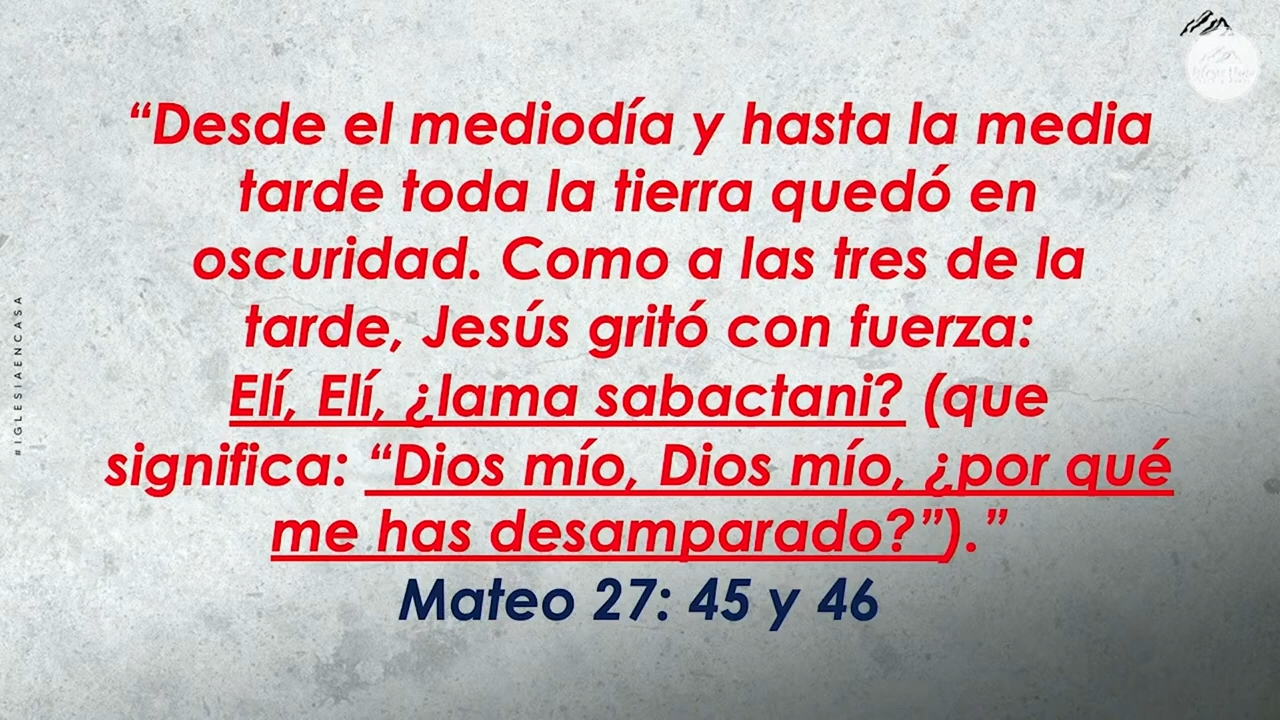 “Desde el mediodía y hasta la media
tarde toda la tierra quedó en
oscuridad. Como a las tres de la
tarde, Jesús gritó con fuerza:
Elí, Elí, ¿lama sabactani? (que
significa: “Dios mío, Dios mío, ¿por qué
me has desamparado?”).”
Mateo 27: 45 y 46
#IGLESIAENCASA